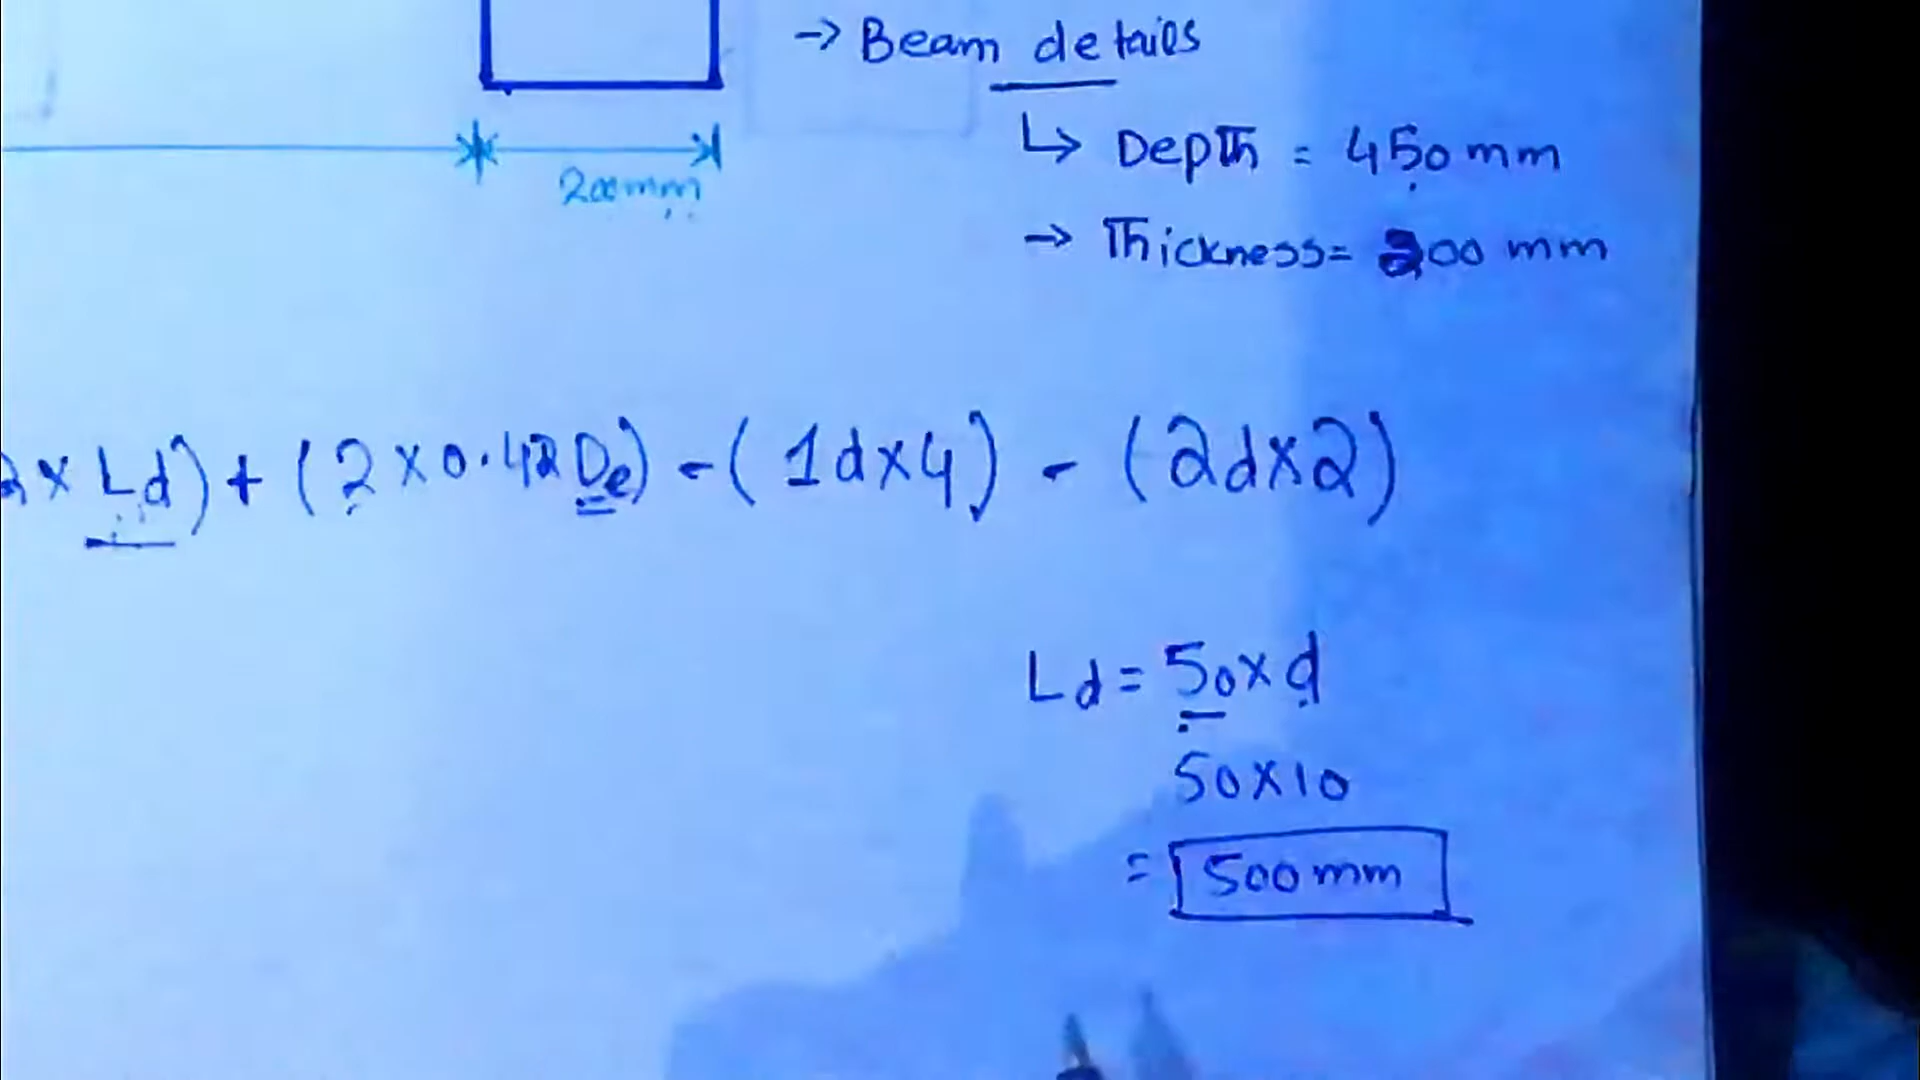 → Beam details
200mm
↳ Depth = 450 mm
→ Thickness= 200 mm
2 x Ld) + (2 x 0.42De) - (1d x 4) - (2d x 2)
Ld = 50 x d
50 x 10
= 500 mm